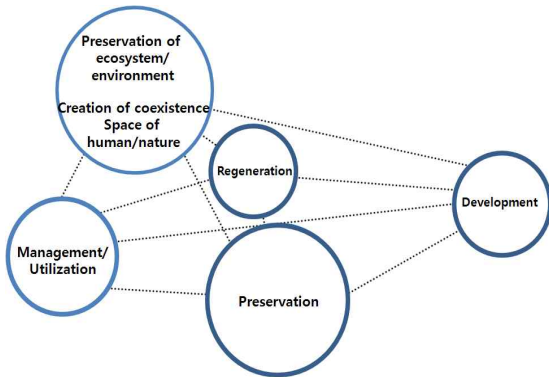 Preservation of
ecosystem/
environment
Creation of coexistence
Space of
human/nature
Regeneration
Development
Management/
Utilization
Preservation